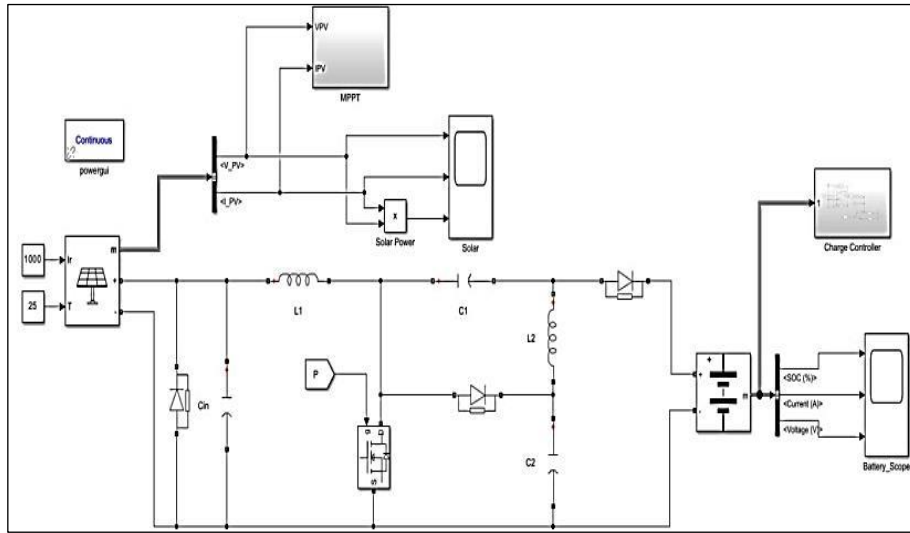 VPV
IPV
MPPT
Continuous
powergui
<V_PV>
<I_PV>
x
Solar Power
Solar
1
Charge Controller
1000
Ir
m
+
25
T
-
L1
C1
L2
Cin
P
g
D
S
C2
+
+
-
m
<SOC (%)>
<Current (A)>
<Voltage (V)>
Battery_Scope